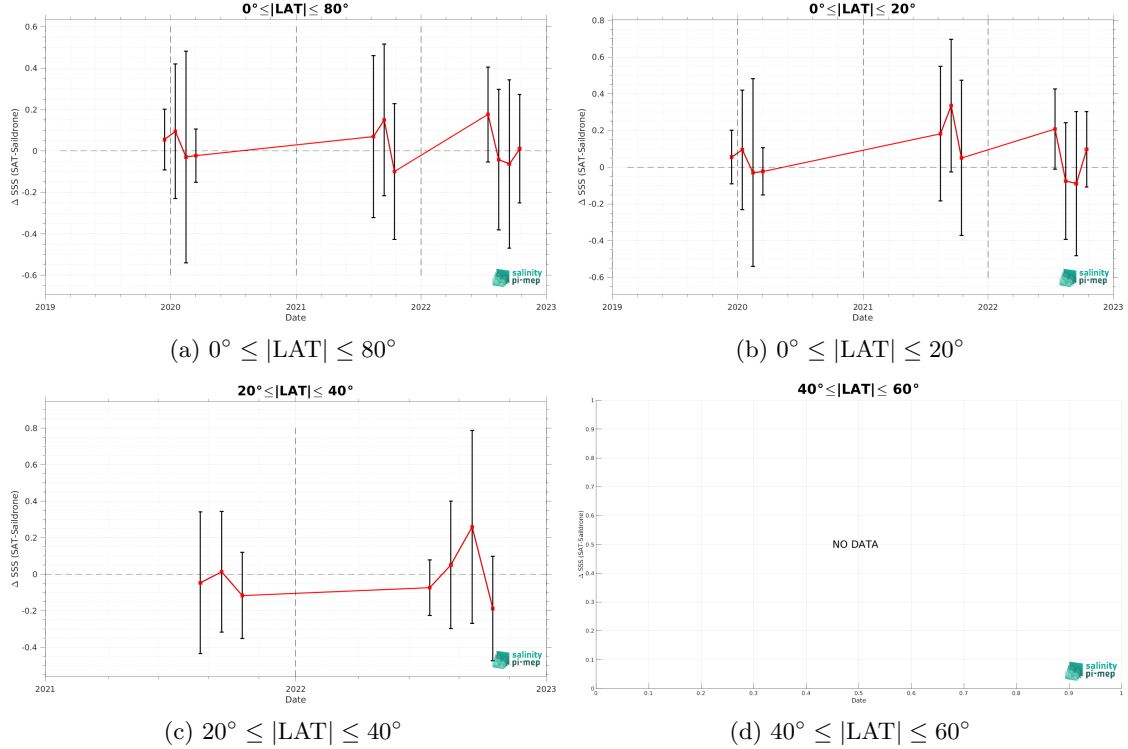 0°≤|LAT|≤ 80°
0.6
0.4
0.2
0
-0.2
-0.4
-0.6
Δ SSS (SAT-Saildrone)
2019
2020
2021
2022
2023
Date
salinity
pi-mep
(a) 0° ≤ |LAT| ≤ 80°
0°≤|LAT|≤ 20°
0.8
0.6
0.4
0.2
0
-0.2
-0.4
-0.6
Δ SSS (SAT-Saildrone)
2019
2020
2021
2022
2023
Date
salinity
pi-mep
(b) 0° ≤ |LAT| ≤ 20°
20°≤|LAT|≤ 40°
0.8
0.6
0.4
0.2
0
-0.2
-0.4
Δ SSS (SAT-Saildrone)
2021
2022
2023
Date
salinity
pi-mep
(c) 20° ≤ |LAT| ≤ 40°
40°≤|LAT|≤ 60°
1
0.9
0.8
0.7
0.6
0.5
0.4
0.3
0.2
0.1
0
Δ SSS (SAT-Saildrone)
NO DATA
0
0.1
0.2
0.3
0.4
0.5
0.6
0.7
0.8
0.9
1
Date
salinity
pi-mep
(d) 40° ≤ |LAT| ≤ 60°